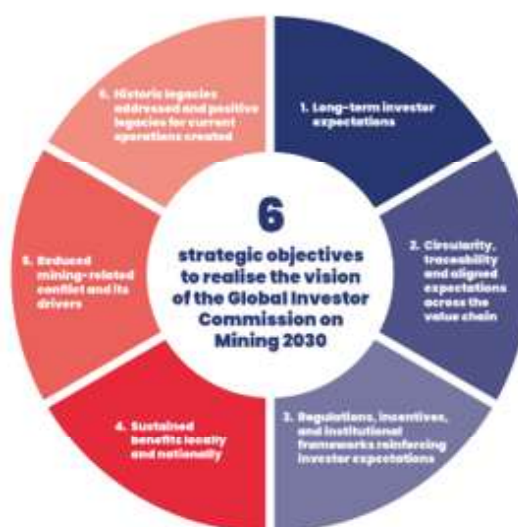 6
strategic objectives
to realise the vision
of the Global Investor
Commission on
Mining 2030
1. Long-term investor
expectations
2. Circularity,
traceability
and aligned
expectations
across the
value chain
3. Regulations, incentives,
and institutional
frameworks reinforcing
investor expectations
4. Sustained
benefits locally
and nationally
5. Reduced
mining-related
conflict and its
drivers
6. Historic legacies
addressed and positive
legacies for current
operations created